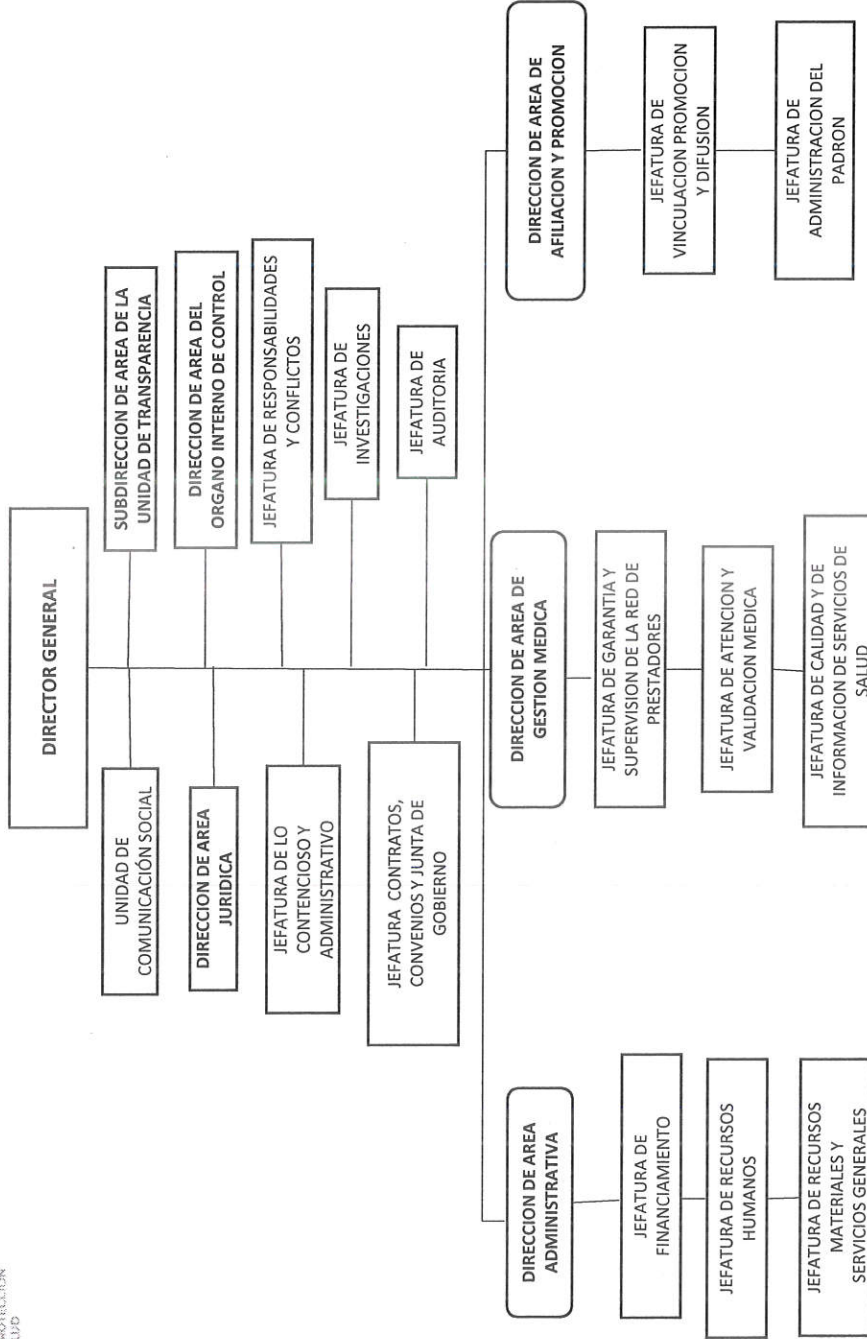 DIRECTOR GENERAL
UNIDAD DE
COMUNICACIÓN SOCIAL
SUBDIRECCION DE AREA DE LA
UNIDAD DE TRANSPARENCIA
DIRECCION DE AREA
JURIDICA
DIRECCION DE AREA DEL
ORGANO INTERNO DE CONTROL
JEFATURA DE LO
CONTENCIOSO Y
ADMINISTRATIVO
JEFATURA DE RESPONSABILIDADES
Y CONFLICTOS
JEFATURA DE
INVESTIGACIONES
JEFATURA CONTRATOS,
CONVENIOS Y JUNTA DE
GOBIERNO
JEFATURA DE
AUDITORIA
DIRECCION DE AREA
ADMINISTRATIVA
JEFATURA DE
FINANCIAMIENTO
JEFATURA DE RECURSOS
HUMANOS
JEFATURA DE RECURSOS
MATERIALES Y
SERVICIOS GENERALES
DIRECCION DE AREA DE
GESTION MEDICA
JEFATURA DE GARANTIA Y
SUPERVISION DE LA RED DE
PRESTADORES
JEFATURA DE ATENCION Y
VALIDACION MEDICA
JEFATURA DE CALIDAD Y DE
INFORMACION DE SERVICIOS DE
SALUD
DIRECCION DE AREA DE
AFILIACION Y PROMOCION
JEFATURA DE
VINCULACION PROMOCION
Y DIFUSION
JEFATURA DE
ADMINISTRACION DEL
PADRON